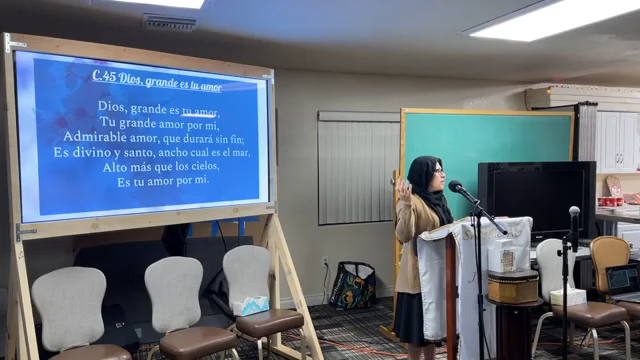 C.45 Dios, grande es tu amor
Dios, grande es tu amor,
Tu grande amor por mi,
Admirable amor, que durará sin fin;
Es divino y santo, ancho cual es el mar,
Alto más que los cielos,
Es tu amor por mi.